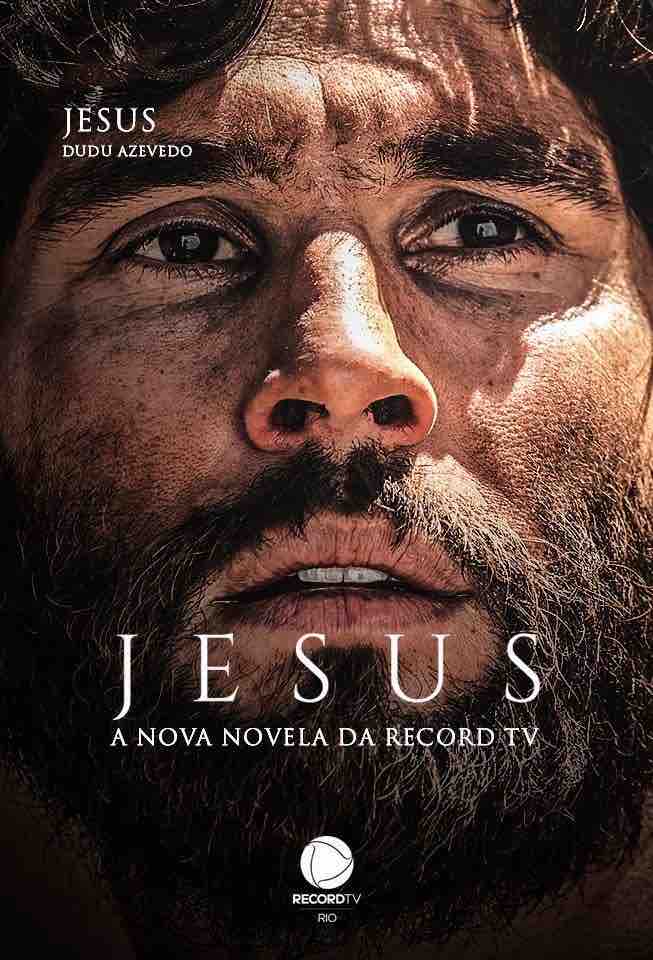 JESUS
DUDU AZEVEDO
JESUS
A NOVA NOVELA DA RECORD TV
RECORDTV
RIO